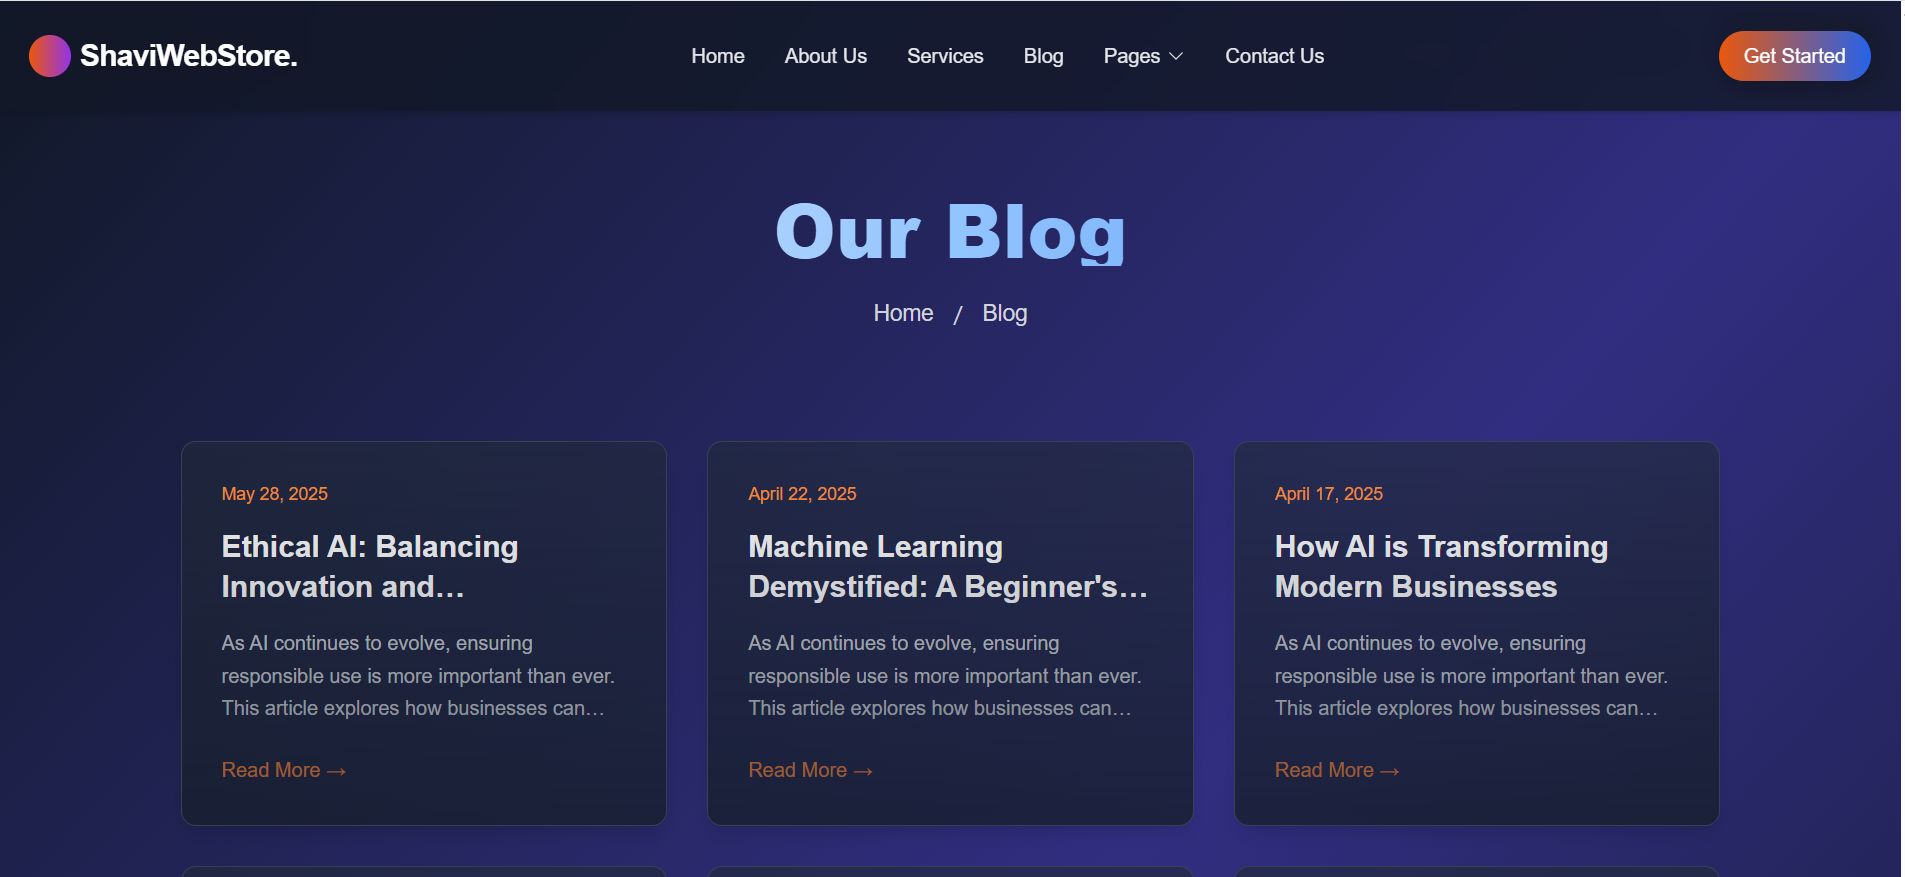 ShaviWebStore.
Home About Us Services Blog Pages Contact Us
Get Started
Our Blog
Home / Blog
May 28, 2025
Ethical AI: Balancing
Innovation and…
As AI continues to evolve, ensuring
responsible use is more important than ever.
This article explores how businesses can…
Read More →
April 22, 2025
Machine Learning
Demystified: A Beginner's…
As AI continues to evolve, ensuring
responsible use is more important than ever.
This article explores how businesses can…
Read More →
April 17, 2025
How AI is Transforming
Modern Businesses
As AI continues to evolve, ensuring
responsible use is more important than ever.
This article explores how businesses can…
Read More →